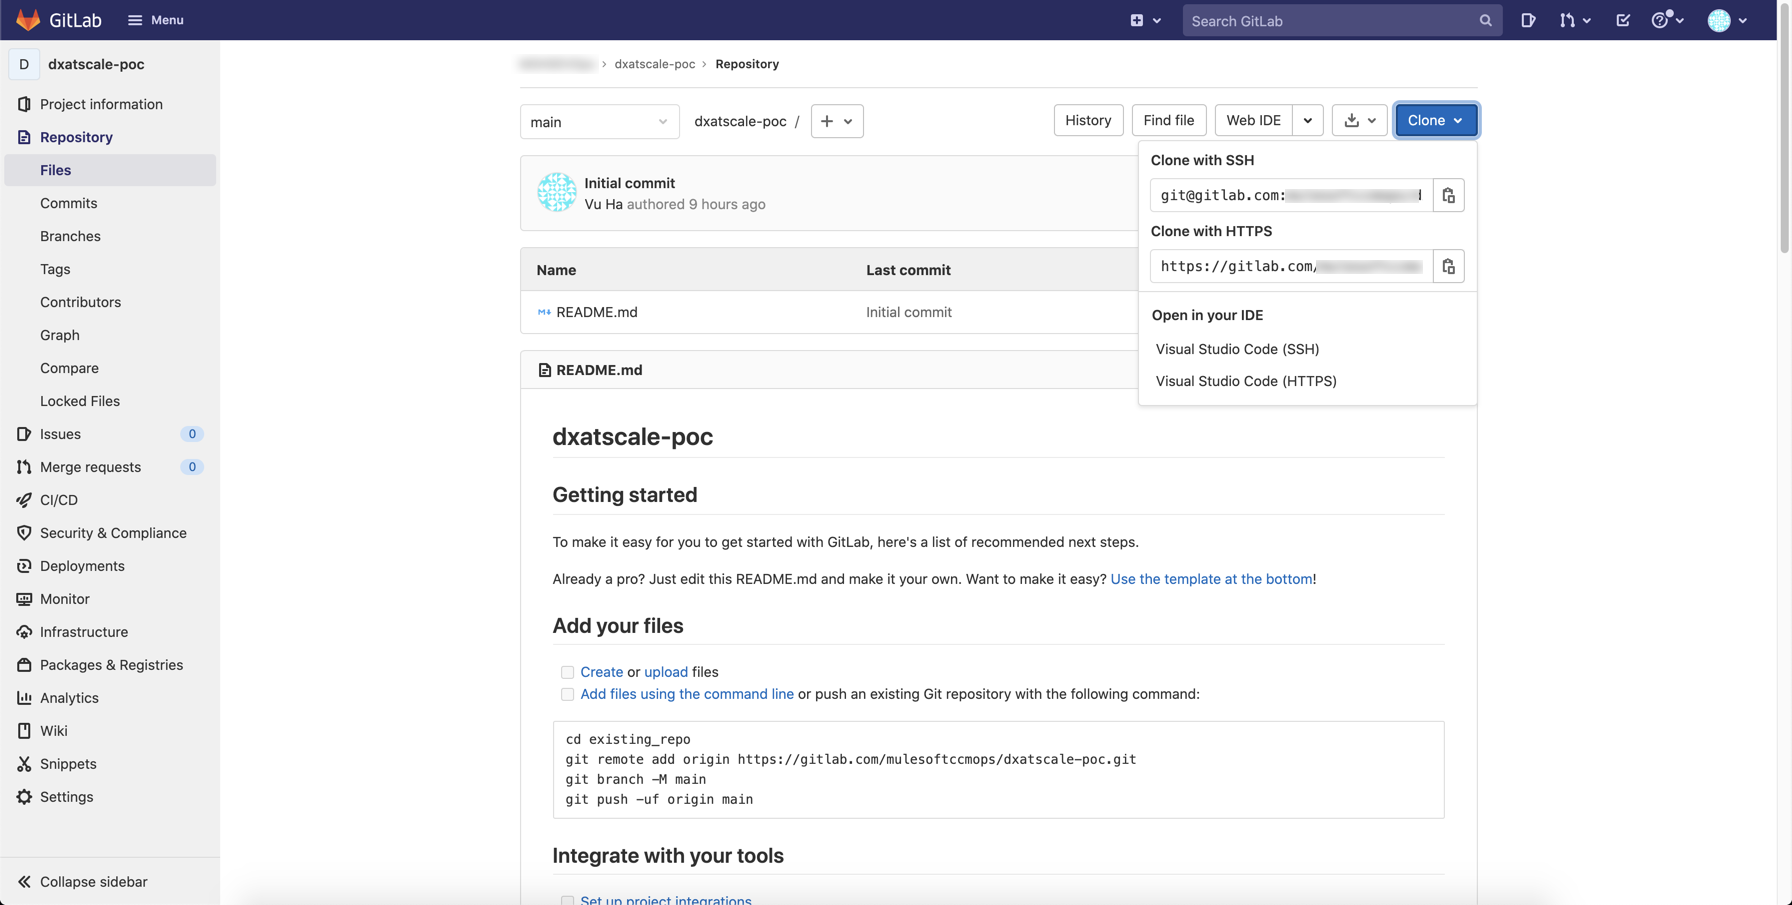 GitLab
Menu
Search GitLab
D
dxatscale-poc
Project information
Repository
Files
Commits
Branches
Tags
Contributors
Graph
Compare
Locked Files
Issues
0
Merge requests
0
CI/CD
Security & Compliance
Deployments
Monitor
Infrastructure
Packages & Registries
Analytics
Wiki
Snippets
Settings
Collapse sidebar
dxatscale-poc › Repository
main
dxatscale-poc /
History
Find file
Web IDE
Clone
Initial commit
Vu Ha authored 9 hours ago
Name
Last commit
README.md
Initial commit
Clone with SSH
git@gitlab.com:
Clone with HTTPS
https://gitlab.com/
Open in your IDE
Visual Studio Code (SSH)
Visual Studio Code (HTTPS)
README.md
dxatscale-poc
Getting started
To make it easy for you to get started with GitLab, here's a list of recommended next steps.
Already a pro? Just edit this README.md and make it your own. Want to make it easy? Use the template at the bottom!
Add your files
Create or upload files
Add files using the command line or push an existing Git repository with the following command:
cd existing_repo
git remote add origin https://gitlab.com/mulesoftccmops/dxatscale-poc.git
git branch -M main
git push -uf origin main
Integrate with your tools
Set up project integrations